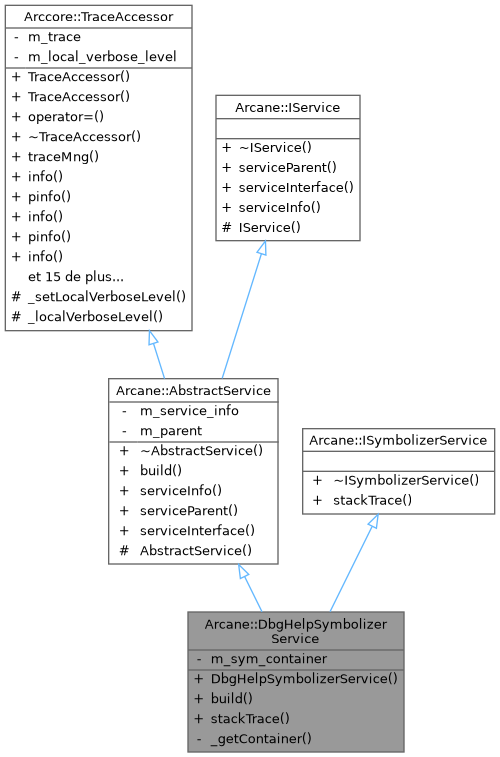 Arccore::TraceAccessor
- m_trace
- m_local_verbose_level
+ TraceAccessor()
+ TraceAccessor()
+ operator=()
+ ~TraceAccessor()
+ traceMng()
+ info()
+ pinfo()
+ info()
+ pinfo()
+ info()
et 15 de plus...
# _setLocalVerboseLevel()
# _localVerboseLevel()
Arcane::IService
+ ~IService()
+ serviceParent()
+ serviceInterface()
+ serviceInfo()
# IService()
Arcane::AbstractService
- m_service_info
- m_parent
+ ~AbstractService()
+ build()
+ serviceInfo()
+ serviceParent()
+ serviceInterface()
# AbstractService()
Arcane::ISymbolizerService
+ ~ISymbolizerService()
+ stackTrace()
Arcane::DbgHelpSymbolizer
Service
- m_sym_container
+ DbgHelpSymbolizerService()
+ build()
+ stackTrace()
- _getContainer()